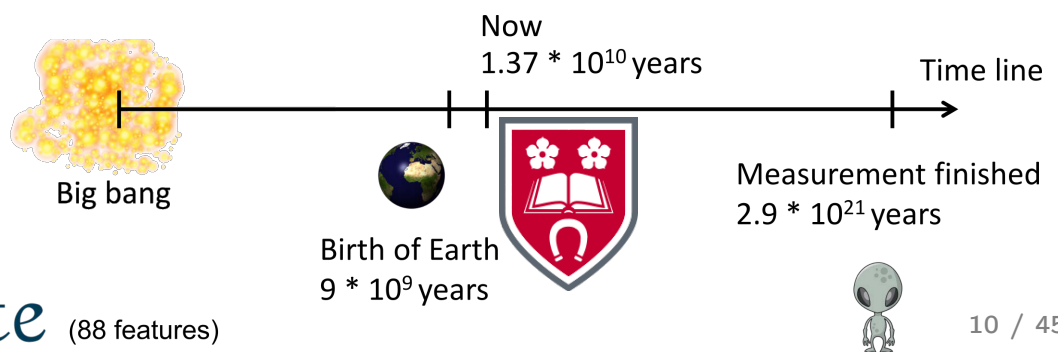 Now
1.37 * 10¹⁰ years
Time line
Big bang
Measurement finished
2.9 * 10²¹ years
Birth of Earth
9 * 10⁹ years
(88 features)
10 / 45